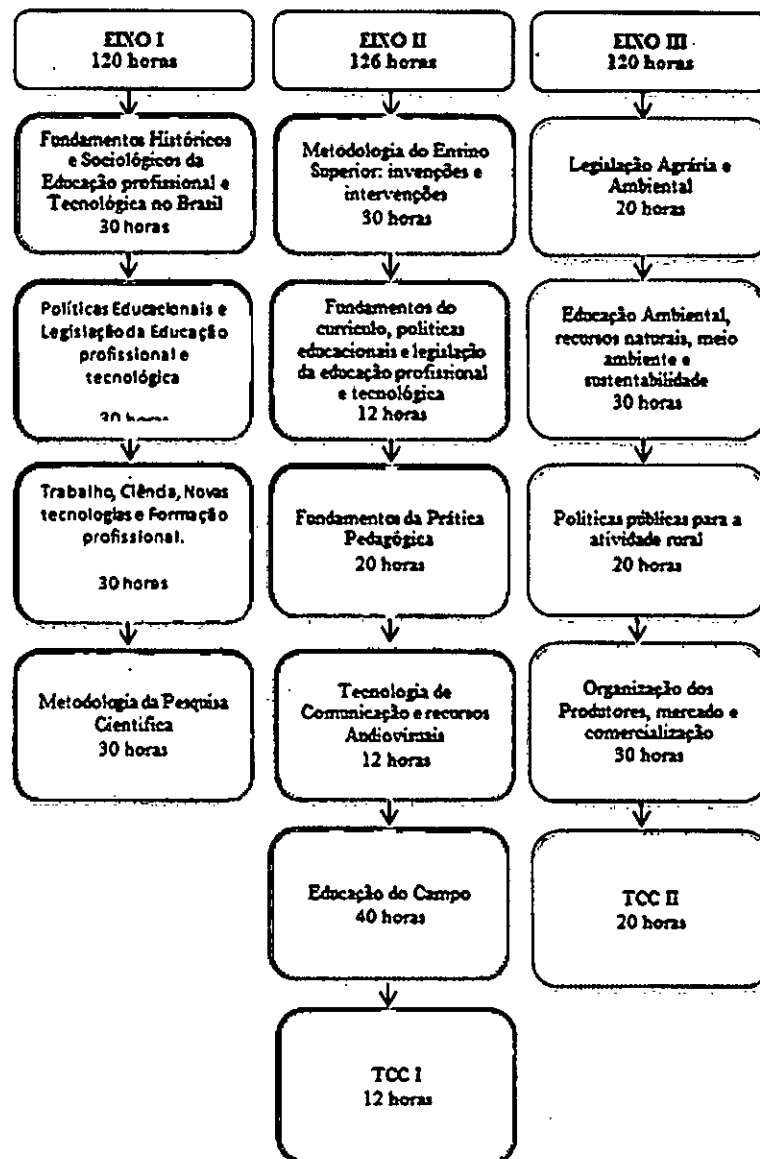 EIXO I
120 horas
Fundamentos Históricos
e Sociológicos da
Educação profissional e
Tecnológica no Brasil
30 horas
Políticas Educacionais e
Legislação da Educação
profissional e
tecnológica
30 horas
Trabalho, Ciência, Novas
tecnologias e Formação
profissional.
30 horas
Metodologia da Pesquisa
Científica
30 horas
EIXO II
126 horas
Metodologia do Ensino
Superior: invenções e
intervenções
30 horas
Fundamentos do
currículo, políticas
educacionais e legislação
da educação profissional
e tecnológica
12 horas
Fundamentos da Prática
Pedagógica
20 horas
Tecnologia de
Comunicação e recursos
Audiovisuais
12 horas
Educação do Campo
40 horas
TCC I
12 horas
EIXO III
120 horas
Legislação Agrária e
Ambiental
20 horas
Educação Ambiental,
recursos naturais, meio
ambiente e
sustentabilidade
30 horas
Políticas públicas para a
atividade rural
20 horas
Organização dos
Produtores, mercado e
comercialização
30 horas
TCC II
20 horas